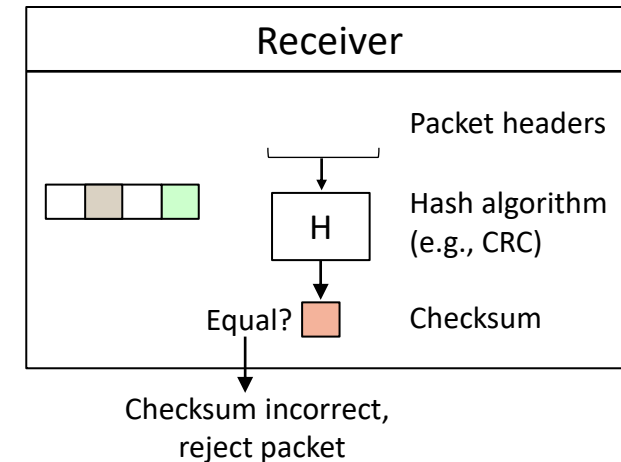 Receiver
Packet headers
H
Hash algorithm
(e.g., CRC)
Equal?
Checksum
Checksum incorrect,
reject packet